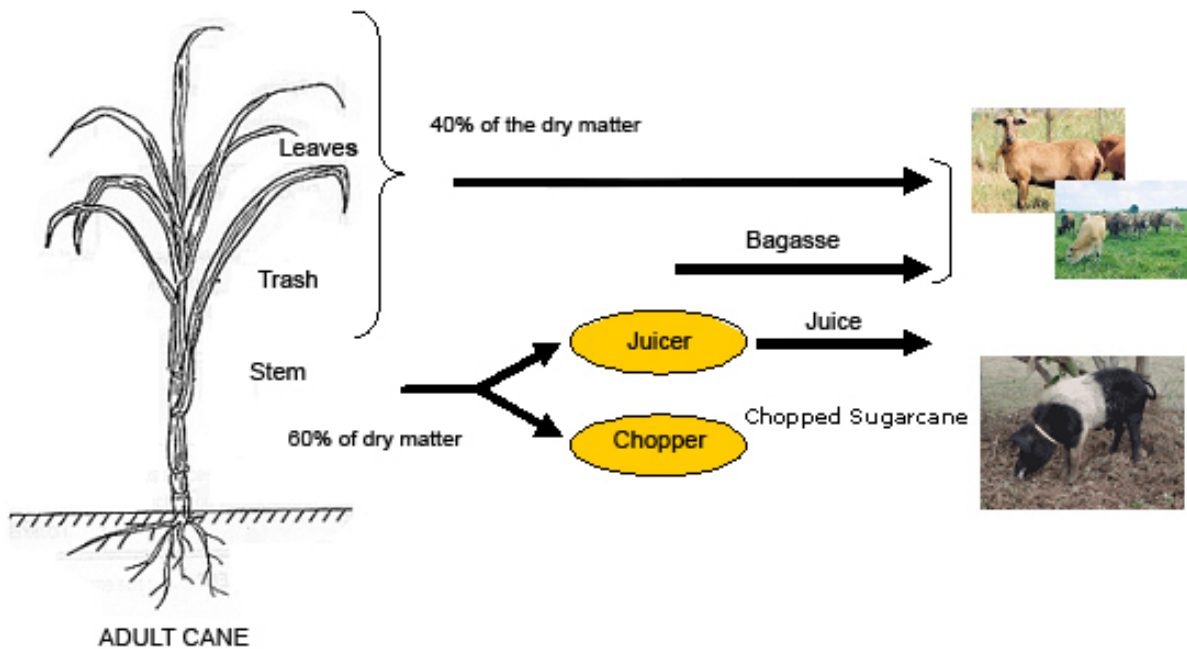 40% of the dry matter
Leaves
Bagasse
Trash
Juice
Juicer
Stem
Chopped Sugarcane
60% of dry matter
Chopper
ADULT CANE